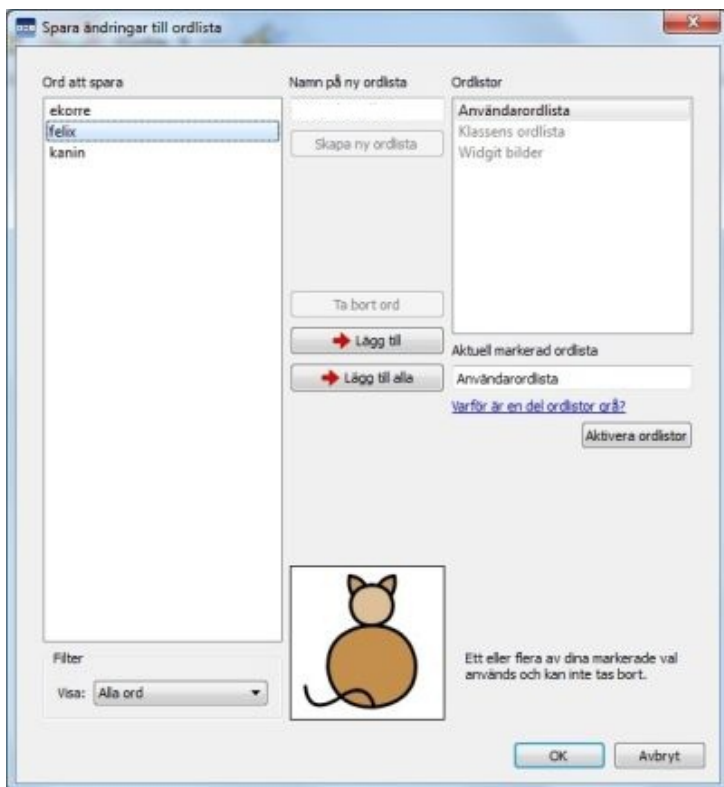 Spara ändringar till ordlista
Ord att spara
ekorre
felix
kanin
Filter
Visa: Alla ord
Namn på ny ordlista
Skapa ny ordlista
Ta bort ord
Lägg till
Lägg till alla
Ordlistor
Användarordlista
Klassens ordlista
Widgit bilder
Aktuell markerad ordlista
Användarordlista
Varför är en del ordlistor grå?
Aktivera ordlistor
Ett eller flera av dina markerade val
används och kan inte tas bort.
OK
Avbryt